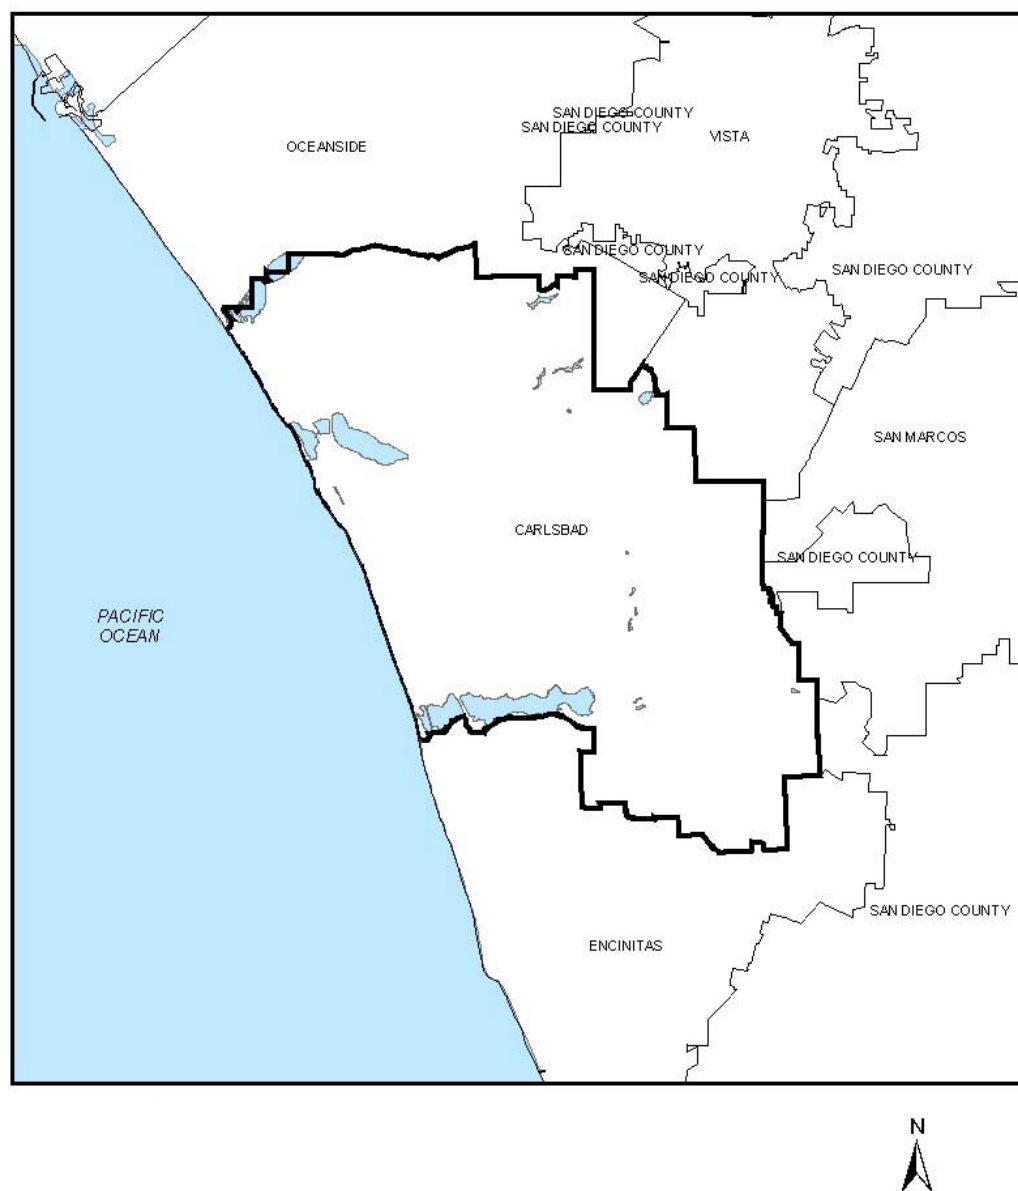 SAN DIEGO COUNTY
SAN DIEGO COUNTY
VISTA
OCEANSIDE
SAN DIEGO COUNTY
SAN DIEGO COUNTY
SAN DIEGO COUNTY
SAN MARCOS
CARLSBAD
SAN DIEGO COUNTY
PACIFIC
OCEAN
SAN DIEGO COUNTY
ENCINITAS
N